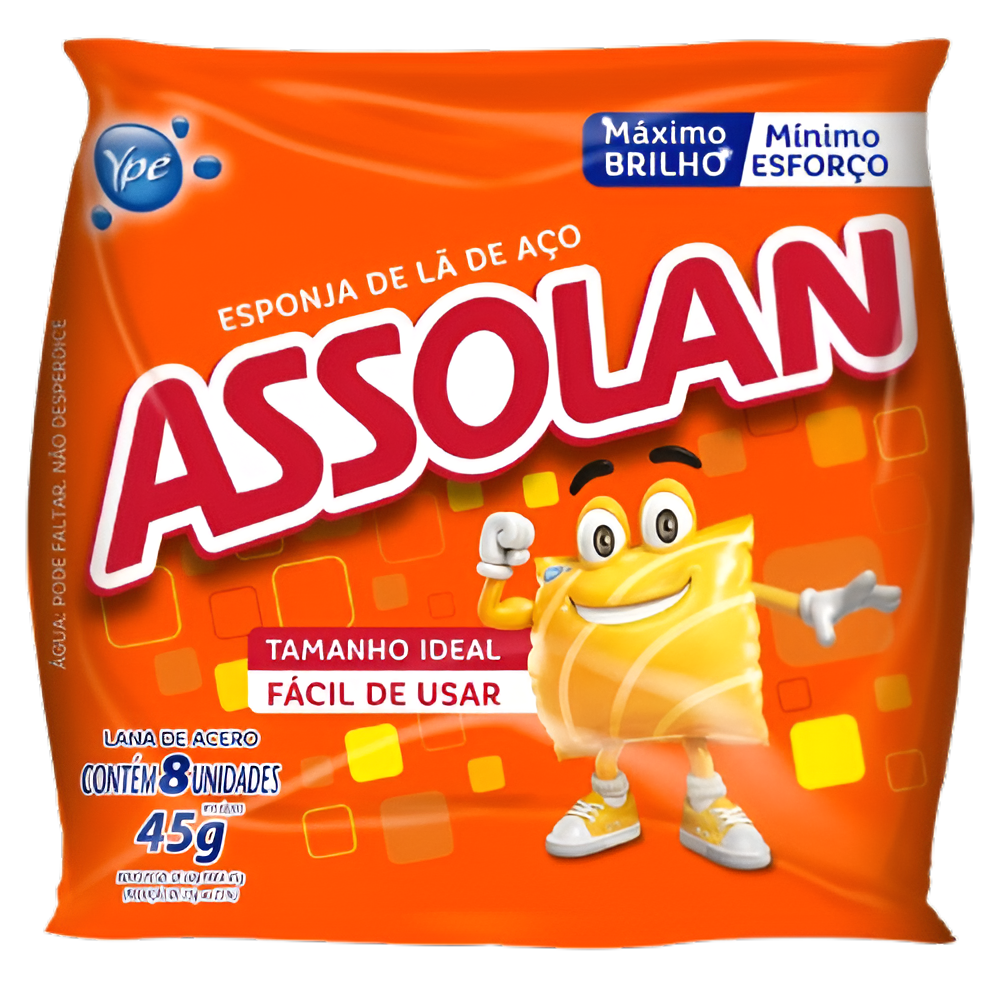 Ypê
Máximo
BRILHO
Mínimo
ESFORÇO
ESPONJA DE LÃ DE AÇO
ASSOLAN
ÁGUA: PODE FALTAR. NÃO DESPERDICE
TAMANHO IDEAL
FÁCIL DE USAR
LANA DE ACERO
CONTÉM 8 UNIDADES
45g